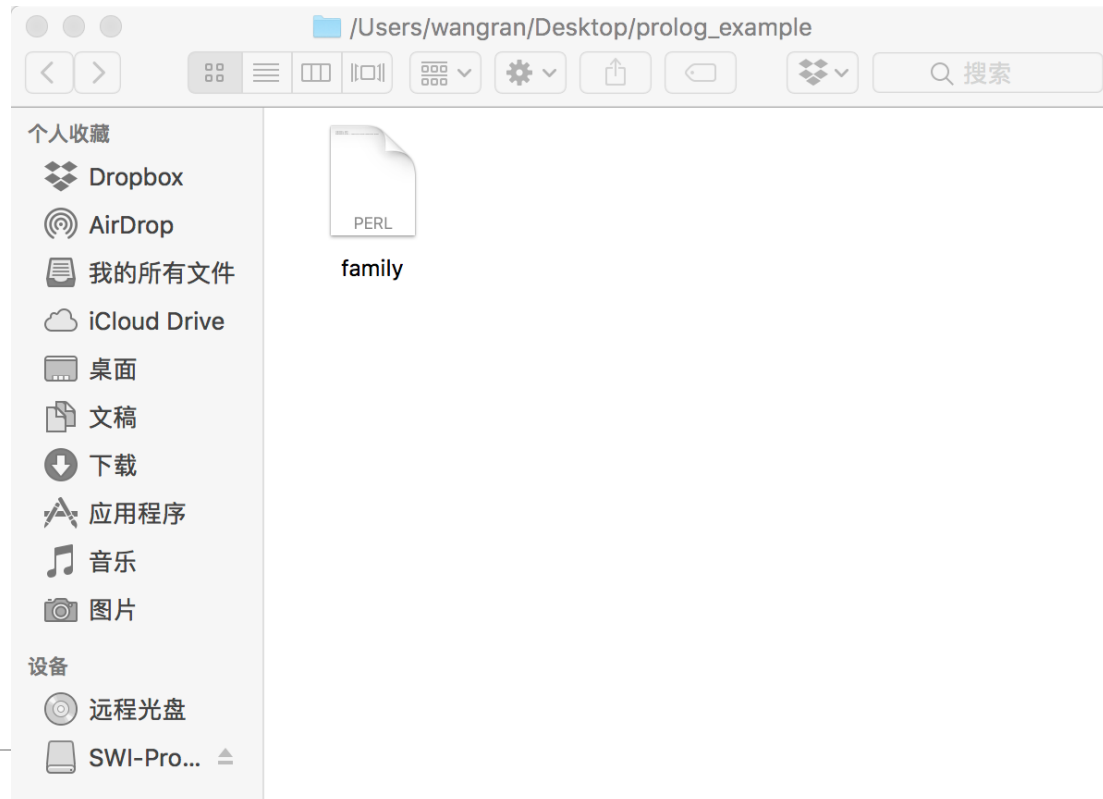 /Users/wangran/Desktop/prolog_example
搜索
个人收藏
Dropbox
AirDrop
我的所有文件
iCloud Drive
桌面
文稿
下载
应用程序
音乐
图片
设备
远程光盘
SWI-Pro...
PERL
family